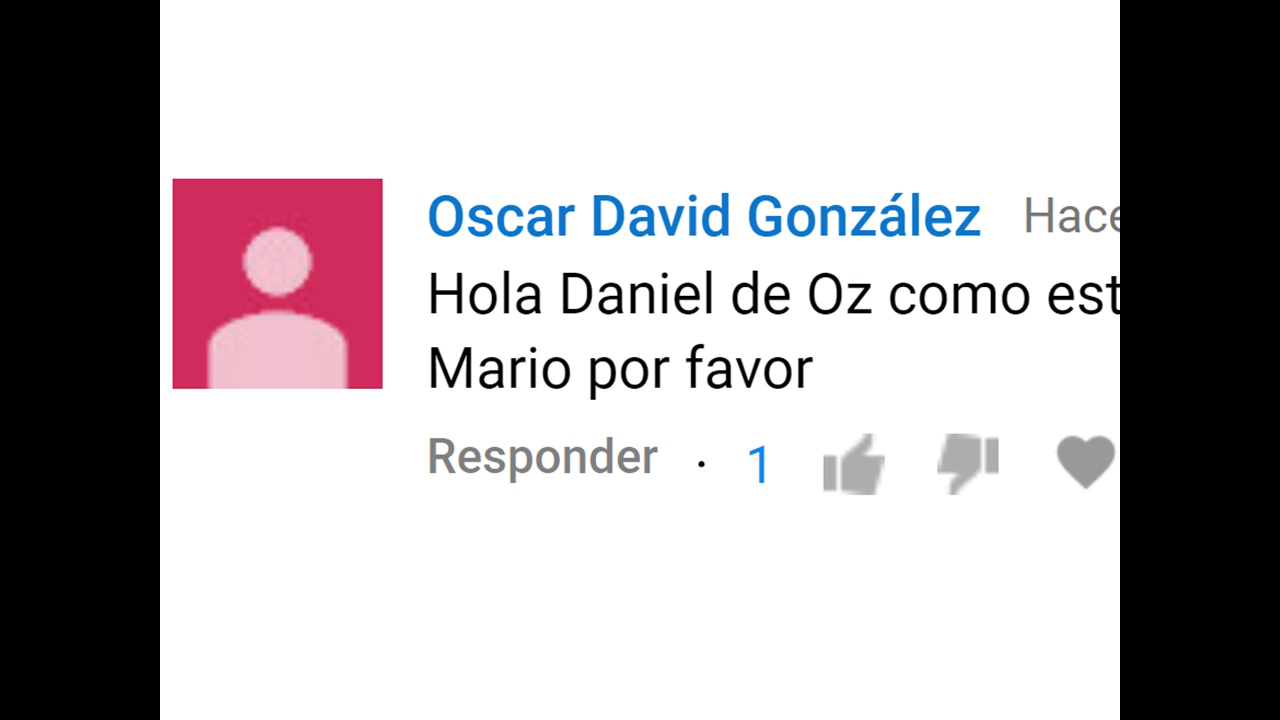 Oscar David González Hace
Hola Daniel de Oz como est
Mario por favor
Responder · 1